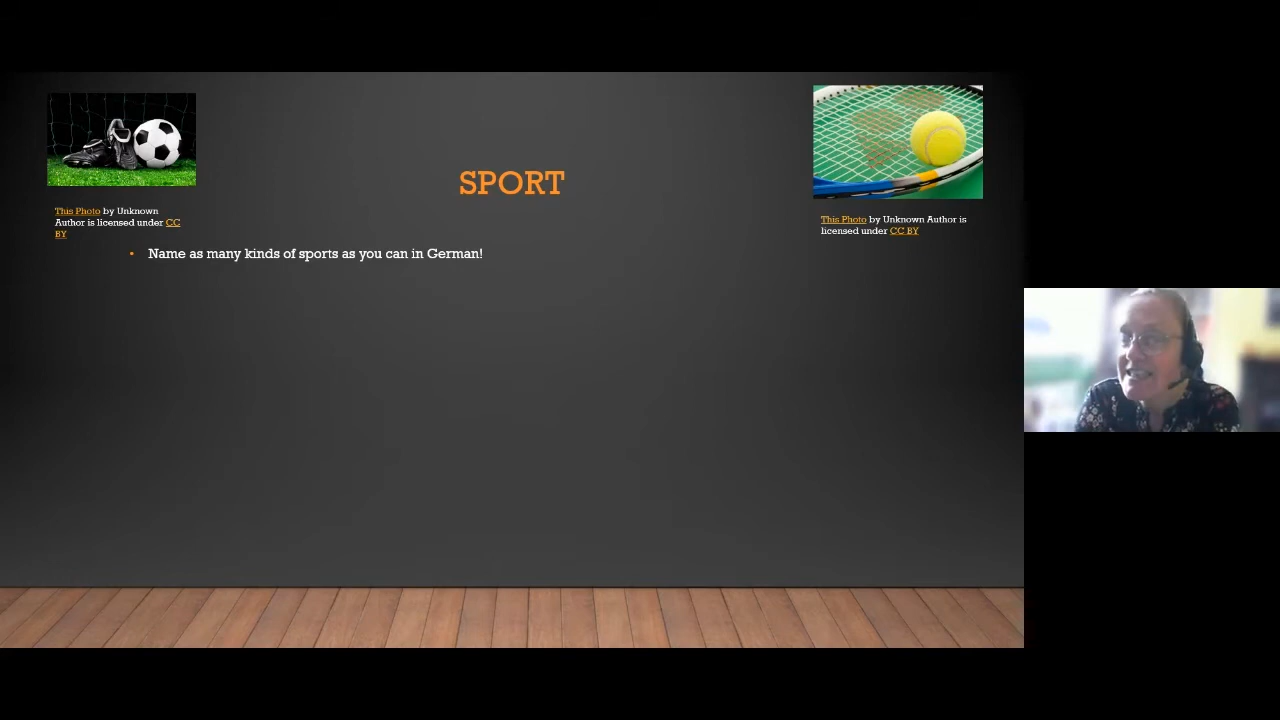 SPORT
This Photo by Unknown
Author is licensed under CC
BY
This Photo by Unknown Author is
licensed under CC BY
• Name as many kinds of sports as you can in German!